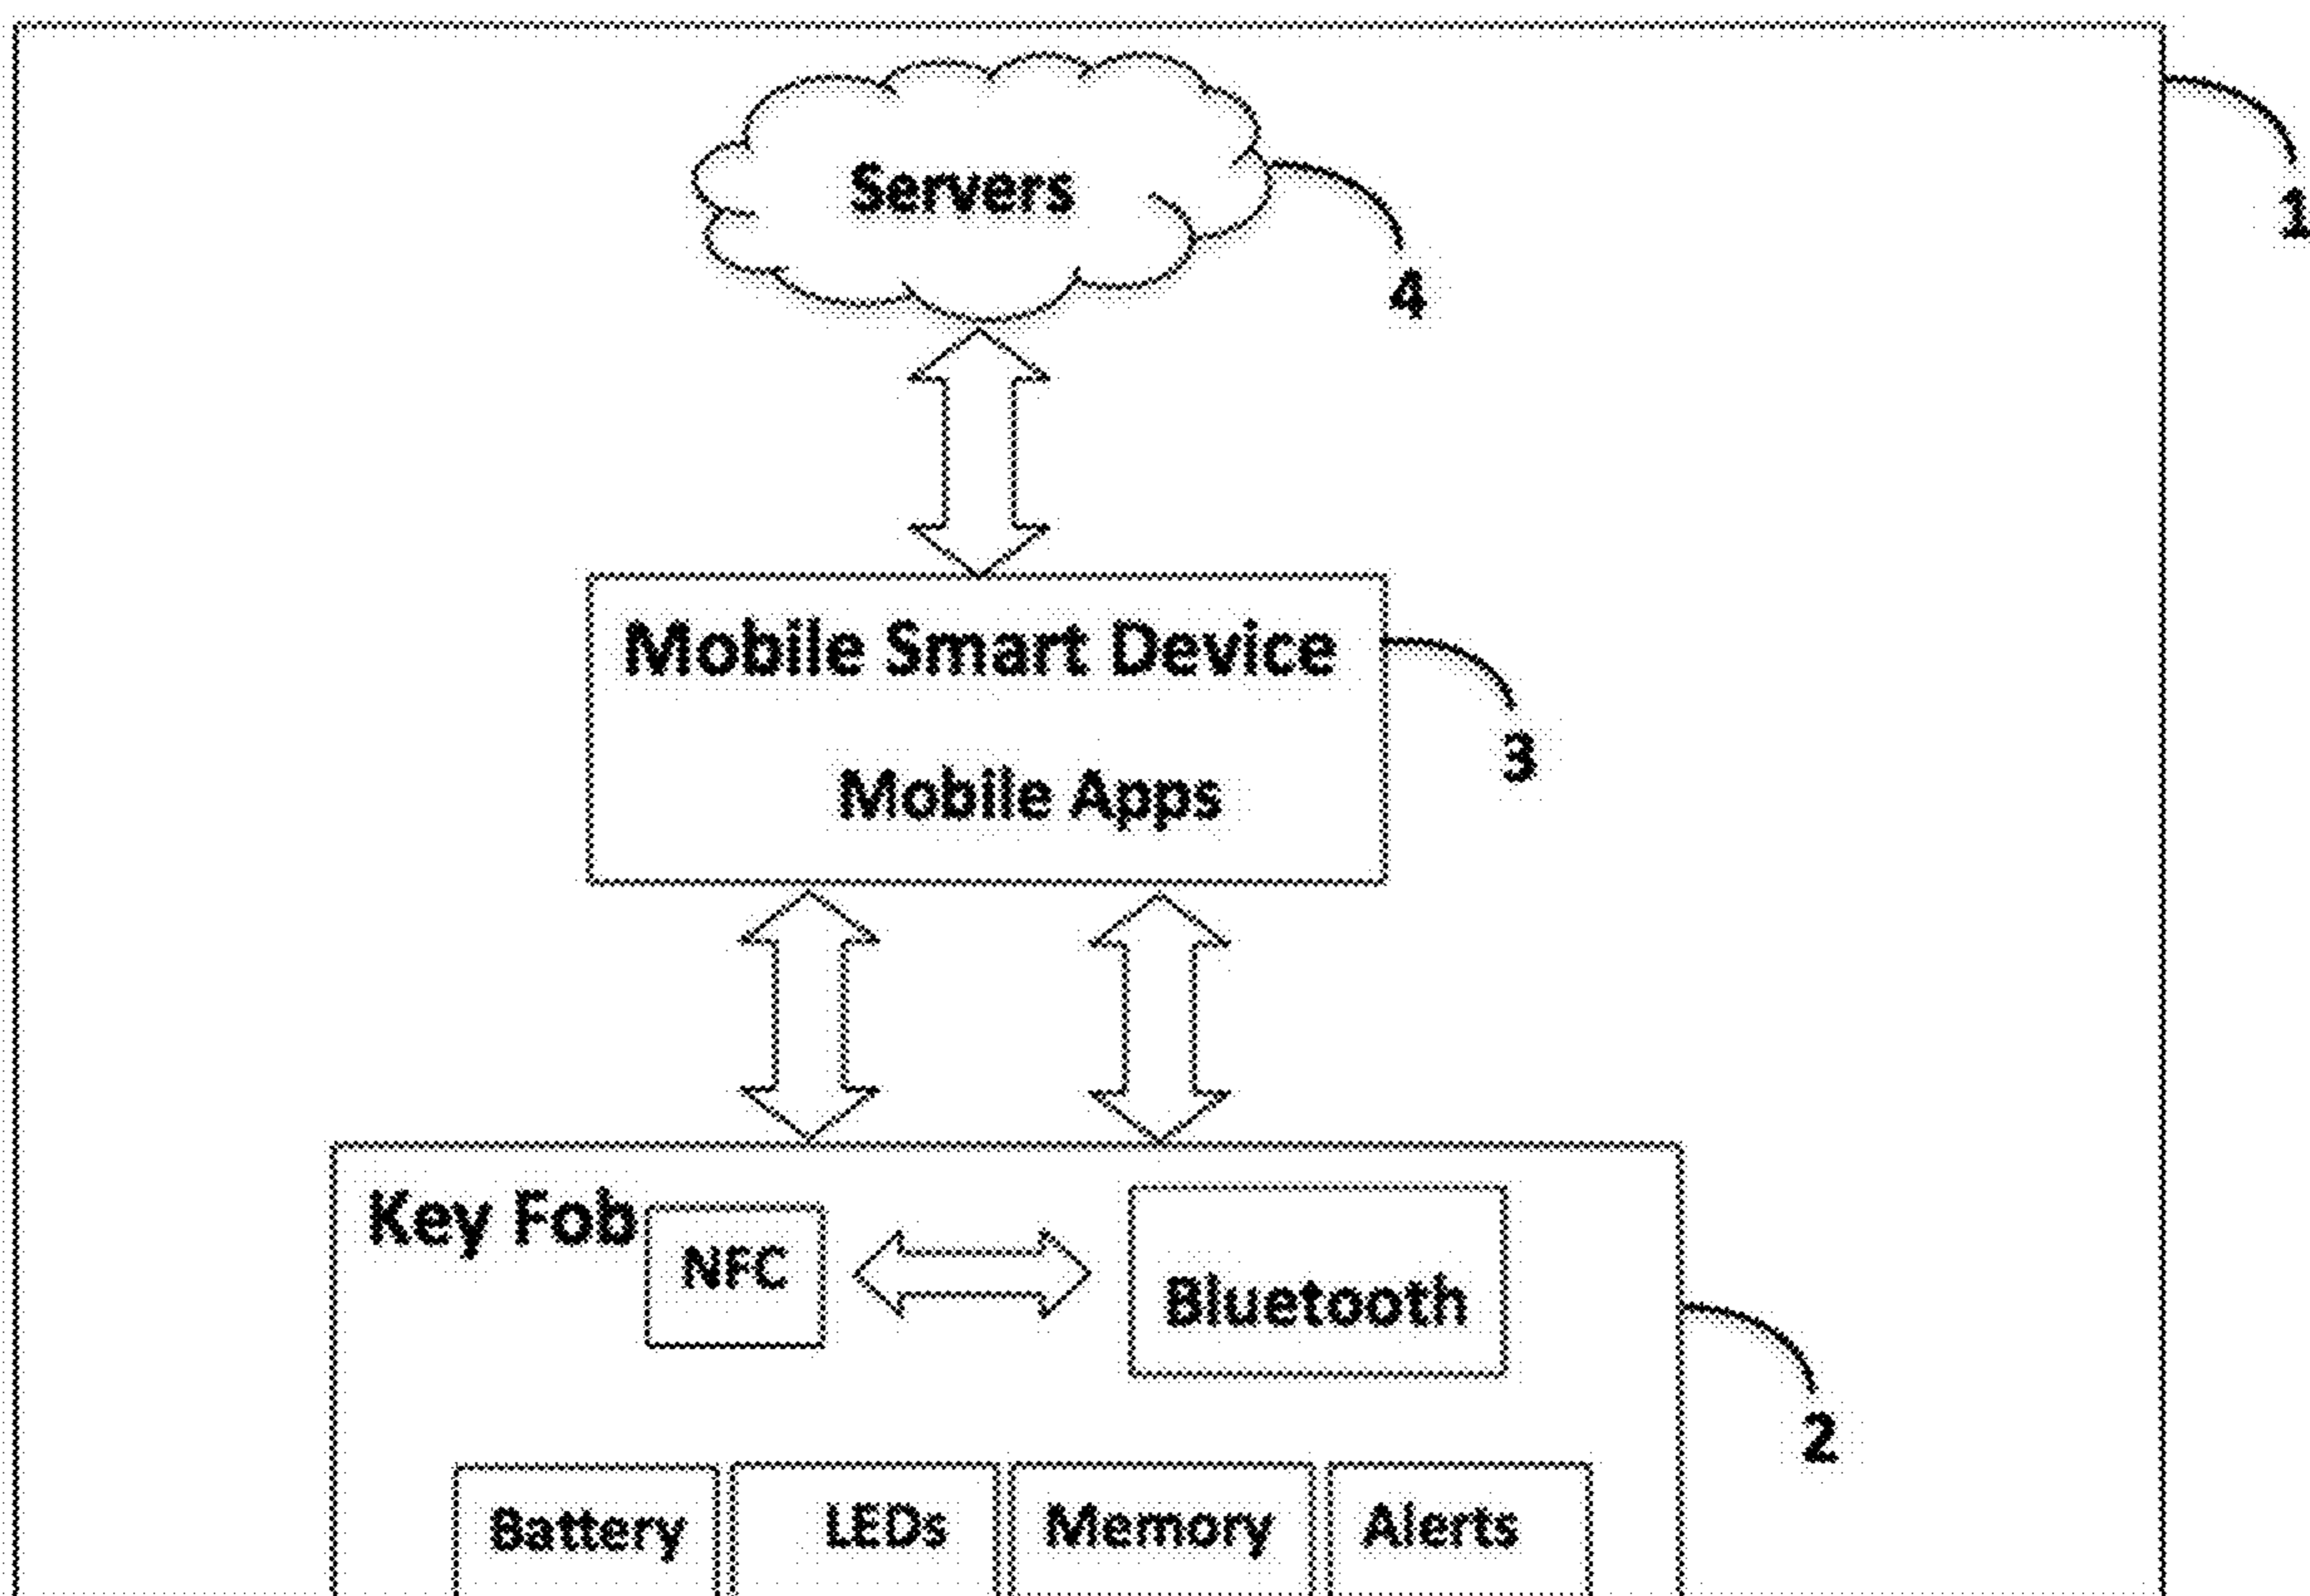 Servers
1
4
Mobile Smart Device
3
Mobile Apps
Key Fob
NFC
Bluetooth
2
Battery
LEDs
Memory
Alerts